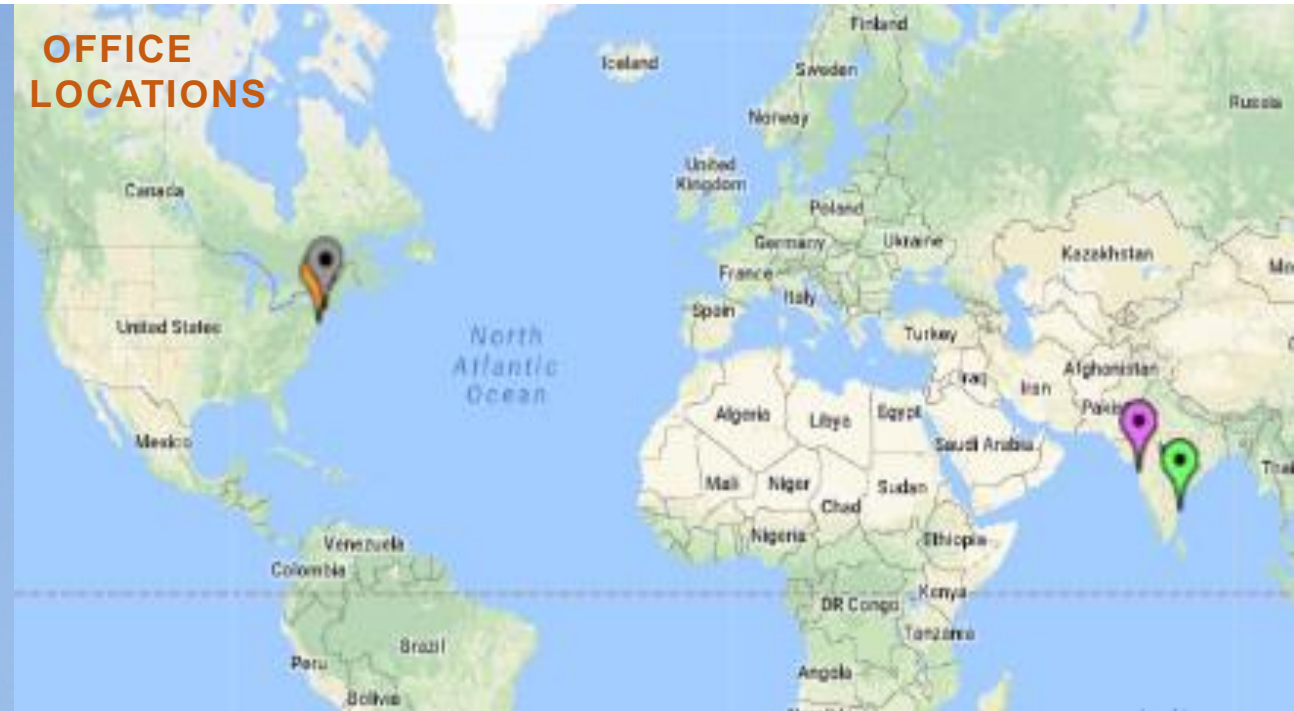 OFFICE
LOCATIONS
Finland
Iceland
Sweden
Russia
Norway
United
Kingdom
Canada
Poland
Germany
Ukraine
Kazakhstan
France
Italy
Spain
United States
North
Atlantic
Ocean
Turkey
Afghanistan
Iraq
Iran
Algeria
Libya
Egypt
Mexico
Saudi Arabia
Mali
Niger
Sudan
Chad
Nigeria
Ethiopia
Venezuela
Colombia
Kenya
DR Congo
Tanzania
Brazil
Peru
Angola
Bolivia